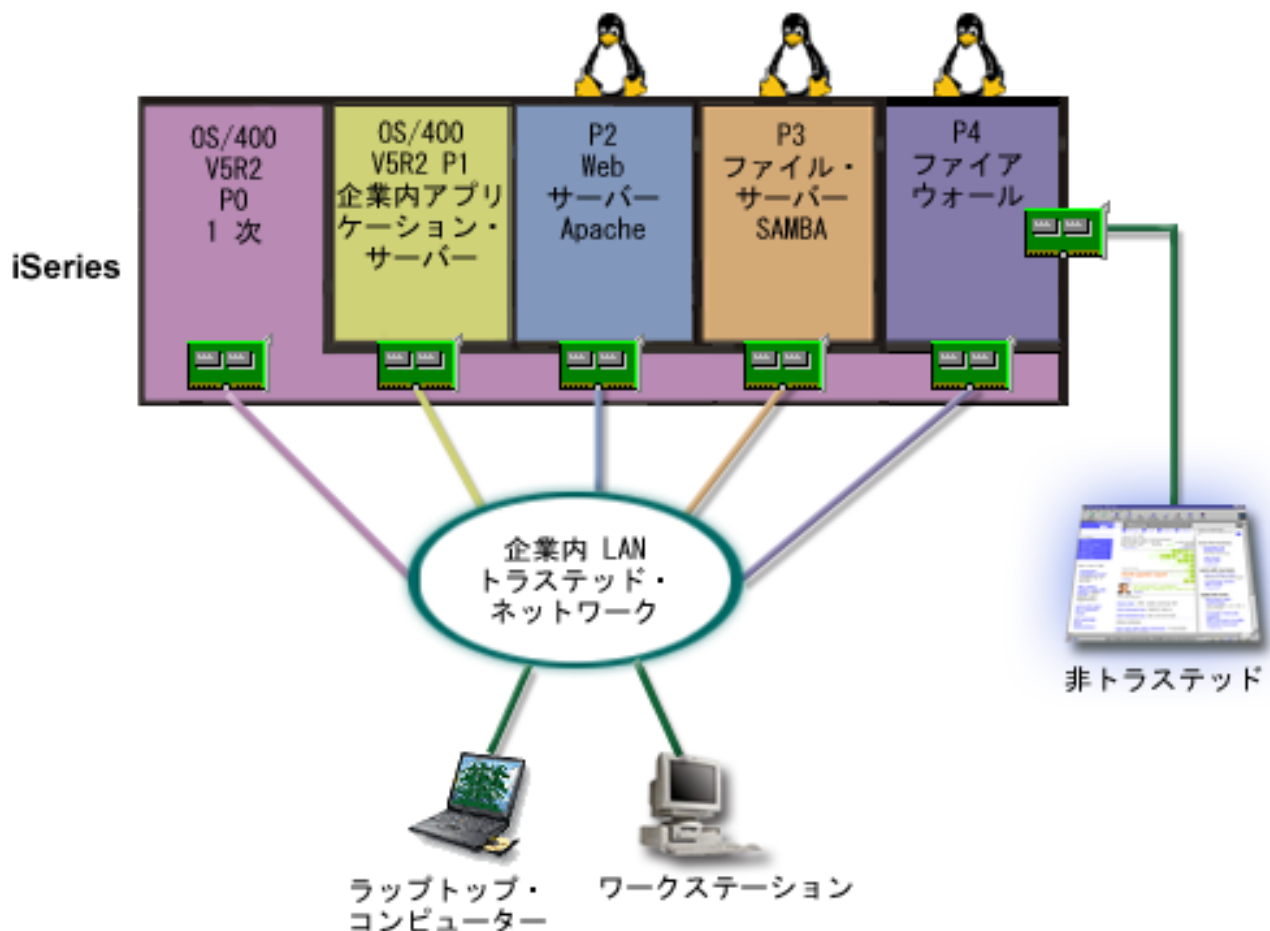 OS/400
V5R2
P0
1 次
OS/400
V5R2 P1
企業内アプリ
ケーション・
サーバー
P2
Web
サーバー
Apache
P3
ファイル・
サーバー
SAMBA
P4
ファイア
ウォール
iSeries
企業内 LAN
トラステッド・
ネットワーク
非トラステッド
ラップトップ・
コンピューター
ワークステーション